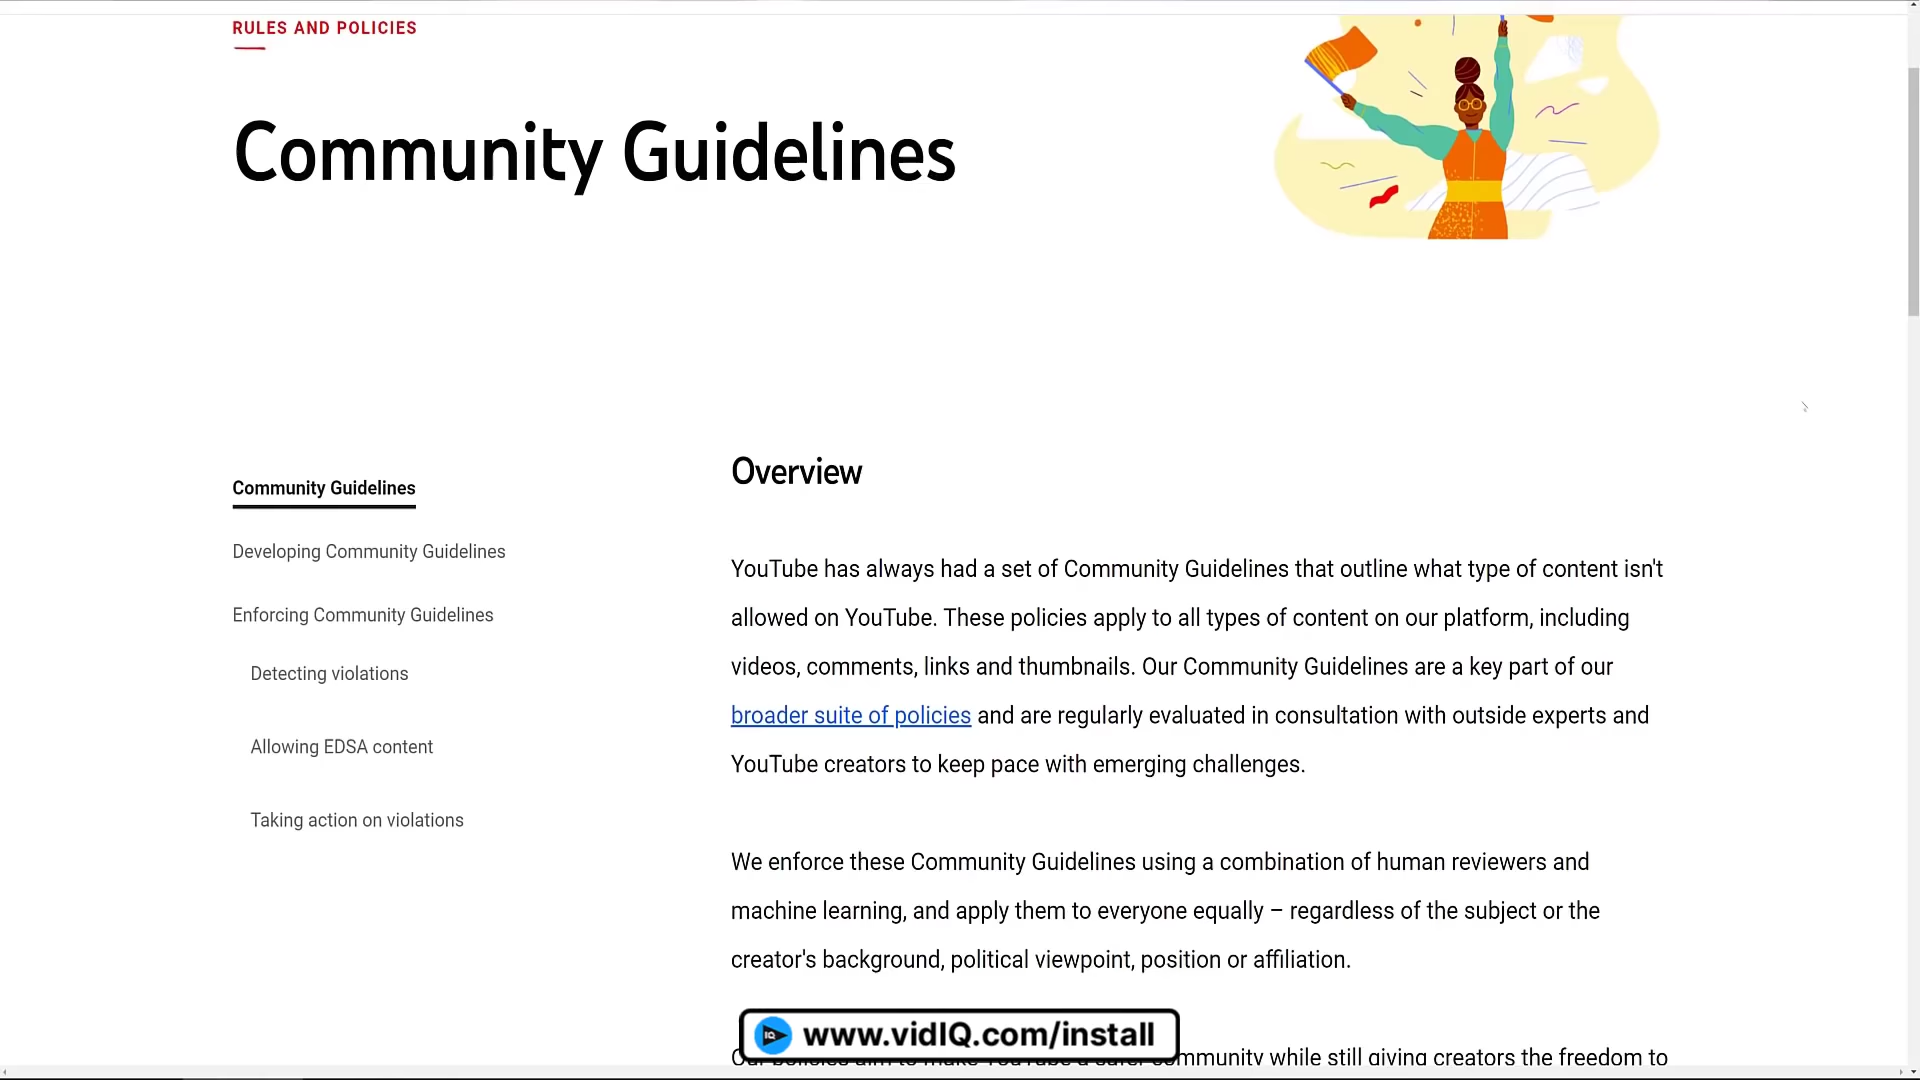 RULES AND POLICIES
Community Guidelines
Community Guidelines
Developing Community Guidelines
Enforcing Community Guidelines
Detecting violations
Allowing EDSA content
Taking action on violations
Overview
YouTube has always had a set of Community Guidelines that outline what type of content isn't
allowed on YouTube. These policies apply to all types of content on our platform, including
videos, comments, links and thumbnails. Our Community Guidelines are a key part of our
broader suite of policies and are regularly evaluated in consultation with outside experts and
YouTube creators to keep pace with emerging challenges.
We enforce these Community Guidelines using a combination of human reviewers and
machine learning, and apply them to everyone equally – regardless of the subject or the
creator's background, political viewpoint, position or affiliation.
IQ www.vidIQ.com/install
community while still giving creators the freedom to